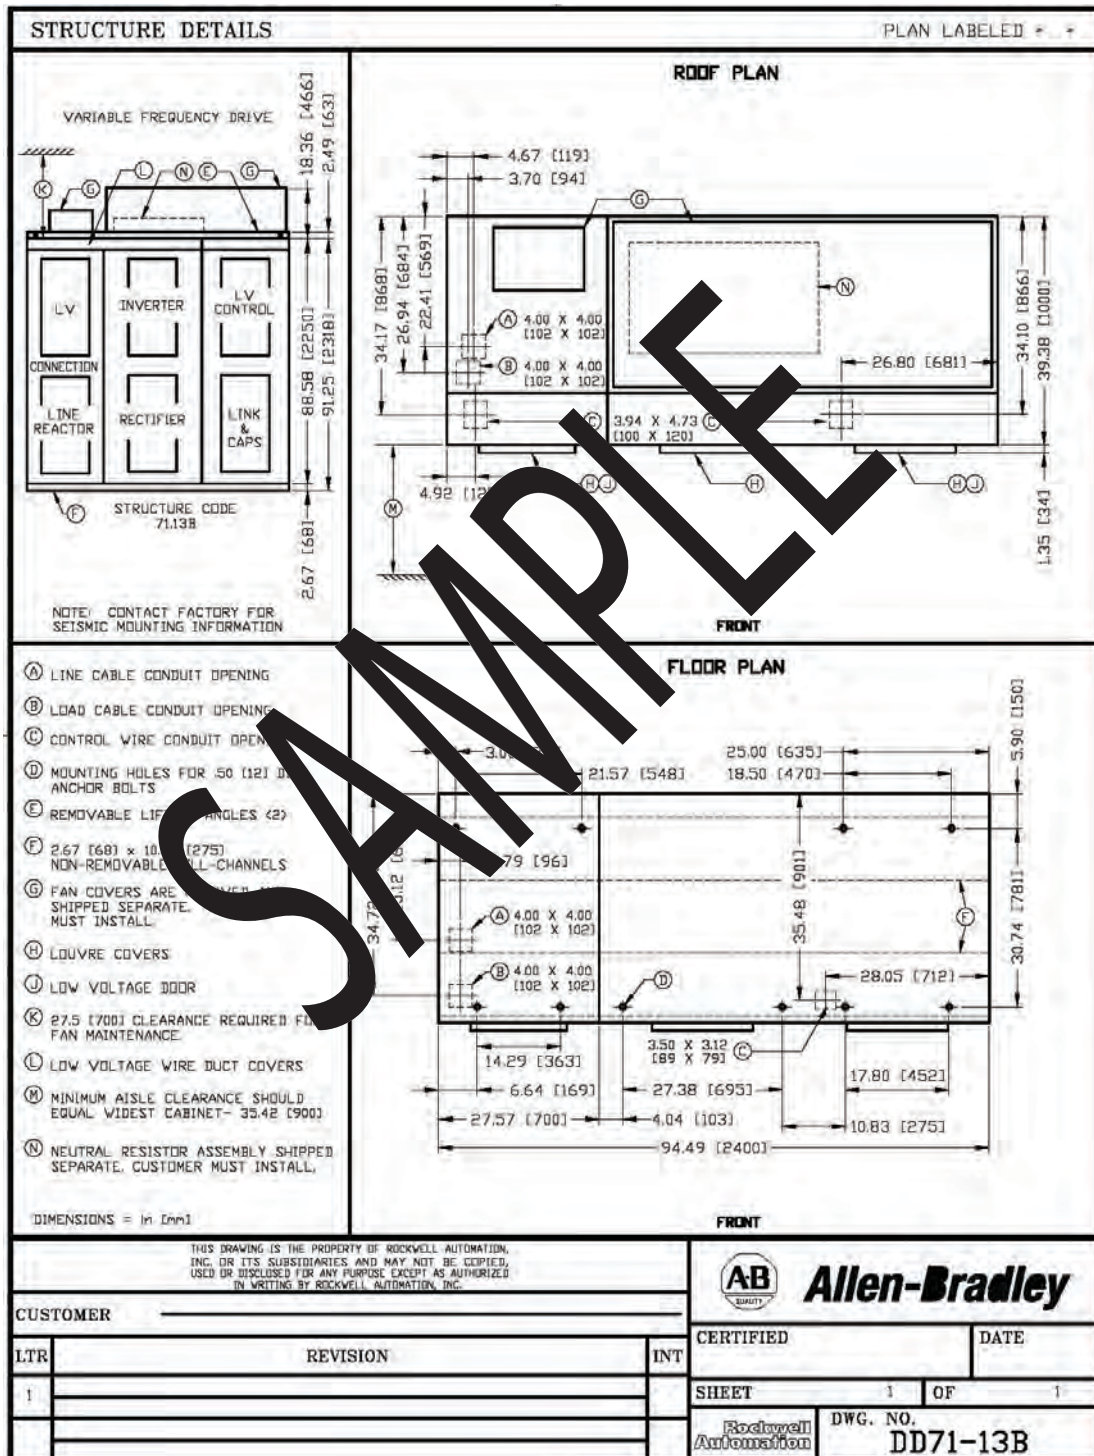 STRUCTURE DETAILS
PLAN LABELED
VARIABLE FREQUENCY DRIVE
18.36 [466]
2.49 [63]
K
G
L
N
E
G
LV
INVERTER
LV
CONTROL
CONNECTION
LINE
REACTOR
RECTIFIER
LINK
&
CAPS
88.58 [2250]
91.25 [2318]
F
STRUCTURE CODE
71.13B
2.67 [68]
NOTE: CONTACT FACTORY FOR
SEISMIC MOUNTING INFORMATION
ROOF PLAN
4.67 [119]
3.70 [94]
G
34.17 [868]
26.94 [684]
22.41 [569]
A 4.00 X 4.00
[102 X 102]
B 4.00 X 4.00
[102 X 102]
N
26.80 [681]
34.10 [866]
39.38 [1000]
C 3.94 X 4.73 C
[100 X 120]
4.92
H J
H
H J
M
1.35 [34]
FRONT
SAMPLE
A LINE CABLE CONDUIT OPENING
B LOAD CABLE CONDUIT OPENING
C CONTROL WIRE CONDUIT
D MOUNTING HOLES FOR .50 [12]
ANCHOR BOLTS
E REMOVABLE ANGLES (2)
F 2.67 [68] x [275]
NON-REMOVABLE
G FAN COVERS ARE
SHIPPED SEPARATE.
MUST INSTALL.
H LOUVRE COVERS
J LOW VOLTAGE DOOR
K 27.5 [700] CLEARANCE REQUIRED
FAN MAINTENANCE.
L LOW VOLTAGE WIRE DUCT COVERS
M MINIMUM AISLE CLEARANCE SHOULD
EQUAL WIDEST CABINET- 35.42 [900]
N NEUTRAL RESISTOR ASSEMBLY SHIPPED
SEPARATE. CUSTOMER MUST INSTALL.
DIMENSIONS = in [mm]
FLOOR PLAN
25.00 [635]
21.57 [548]
18.50 [470]
5.90 [150]
[96]
35.48 [901]
F
30.74 [781]
A 4.00 X 4.00
[102 X 102]
B 4.00 X 4.00
[102 X 102]
D
28.05 [712]
3.50 X 3.12
[89 X 79] C
14.29 [363]
17.80 [452]
6.64 [169]
27.38 [695]
27.57 [700]
4.04 [103]
10.83 [275]
94.49 [2400]
FRONT
THIS DRAWING IS THE PROPERTY OF ROCKWELL AUTOMATION,
INC. OR ITS SUBSIDIARIES AND MAY NOT BE COPIED,
USED OR DISCLOSED FOR ANY PURPOSE EXCEPT AS AUTHORIZED
IN WRITING BY ROCKWELL AUTOMATION, INC.
CUSTOMER
LTR REVISION INT
1
AB
QUALITY
Allen-Bradley
CERTIFIED DATE
SHEET 1 OF 1
Rockwell
Automation
DWG. NO.
DD71-13B